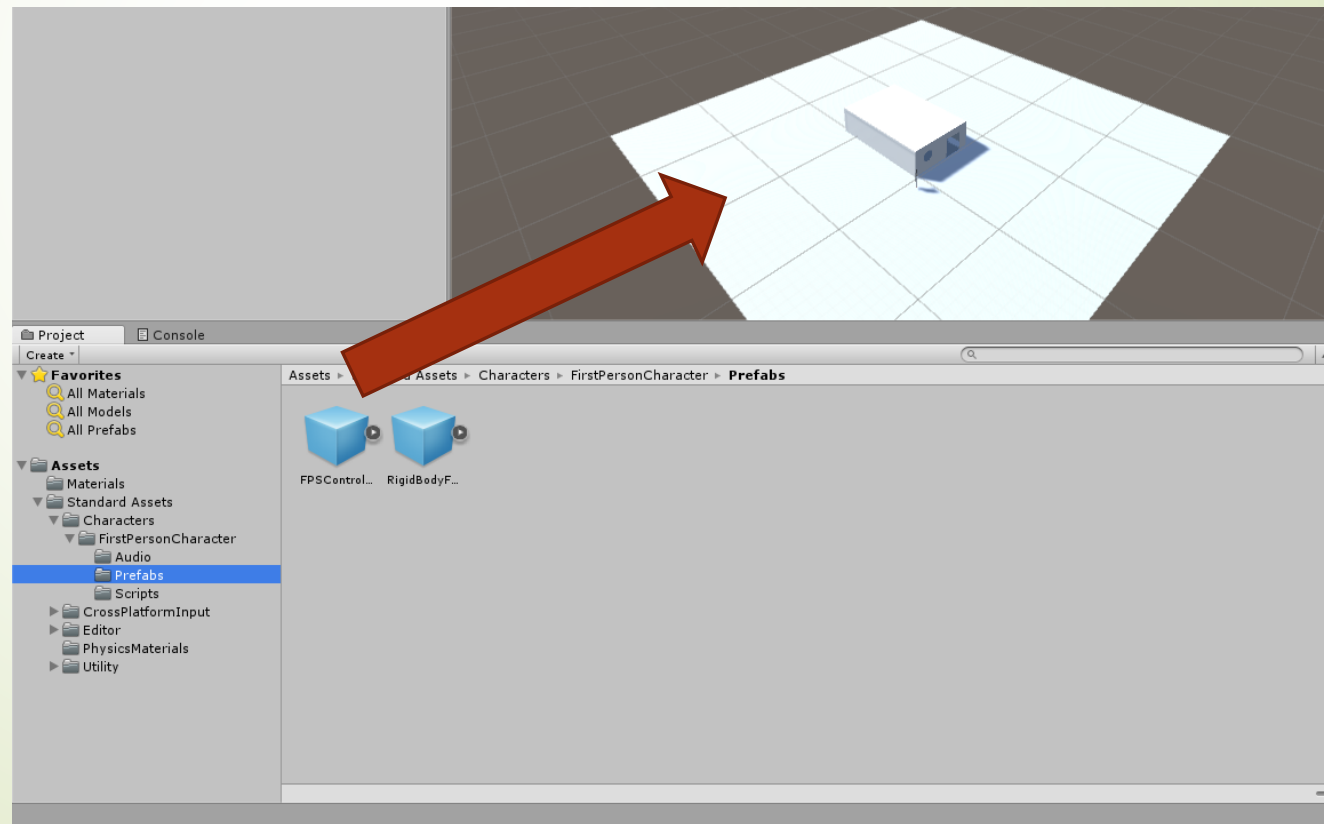 Project Console
Create
Favorites
All Materials
All Models
All Prefabs
Assets
Materials
Standard Assets
Characters
FirstPersonCharacter
Audio
Prefabs
Scripts
CrossPlatformInput
Editor
PhysicsMaterials
Utility
Assets ▸ Assets ▸ Characters ▸ FirstPersonCharacter ▸ Prefabs
FPSControl... RigidBodyF...